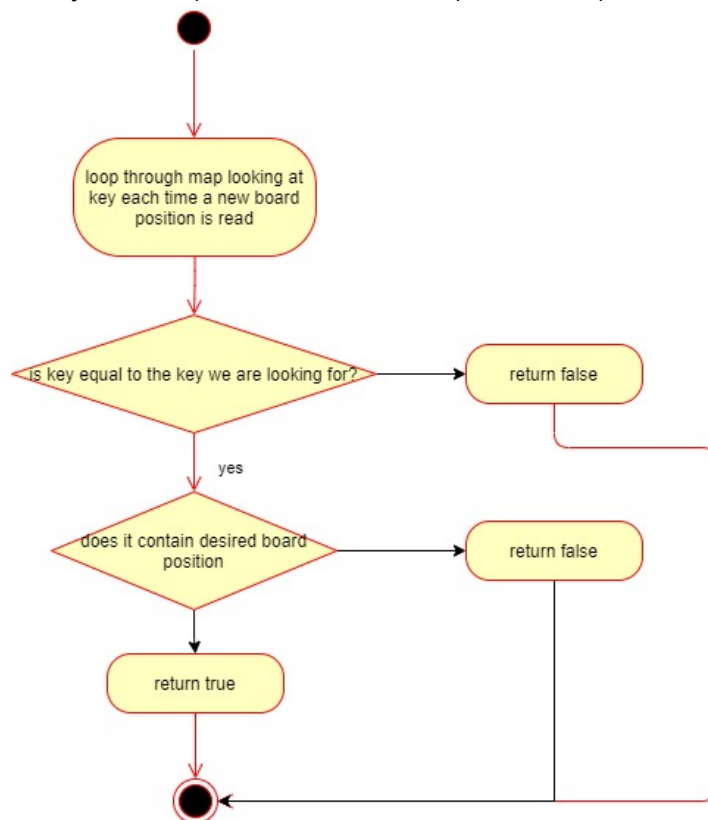 loop through map looking at
key each time a new board
position is read
is key equal to the key we are looking for?
return false
yes
does it contain desired board
position
return false
return true